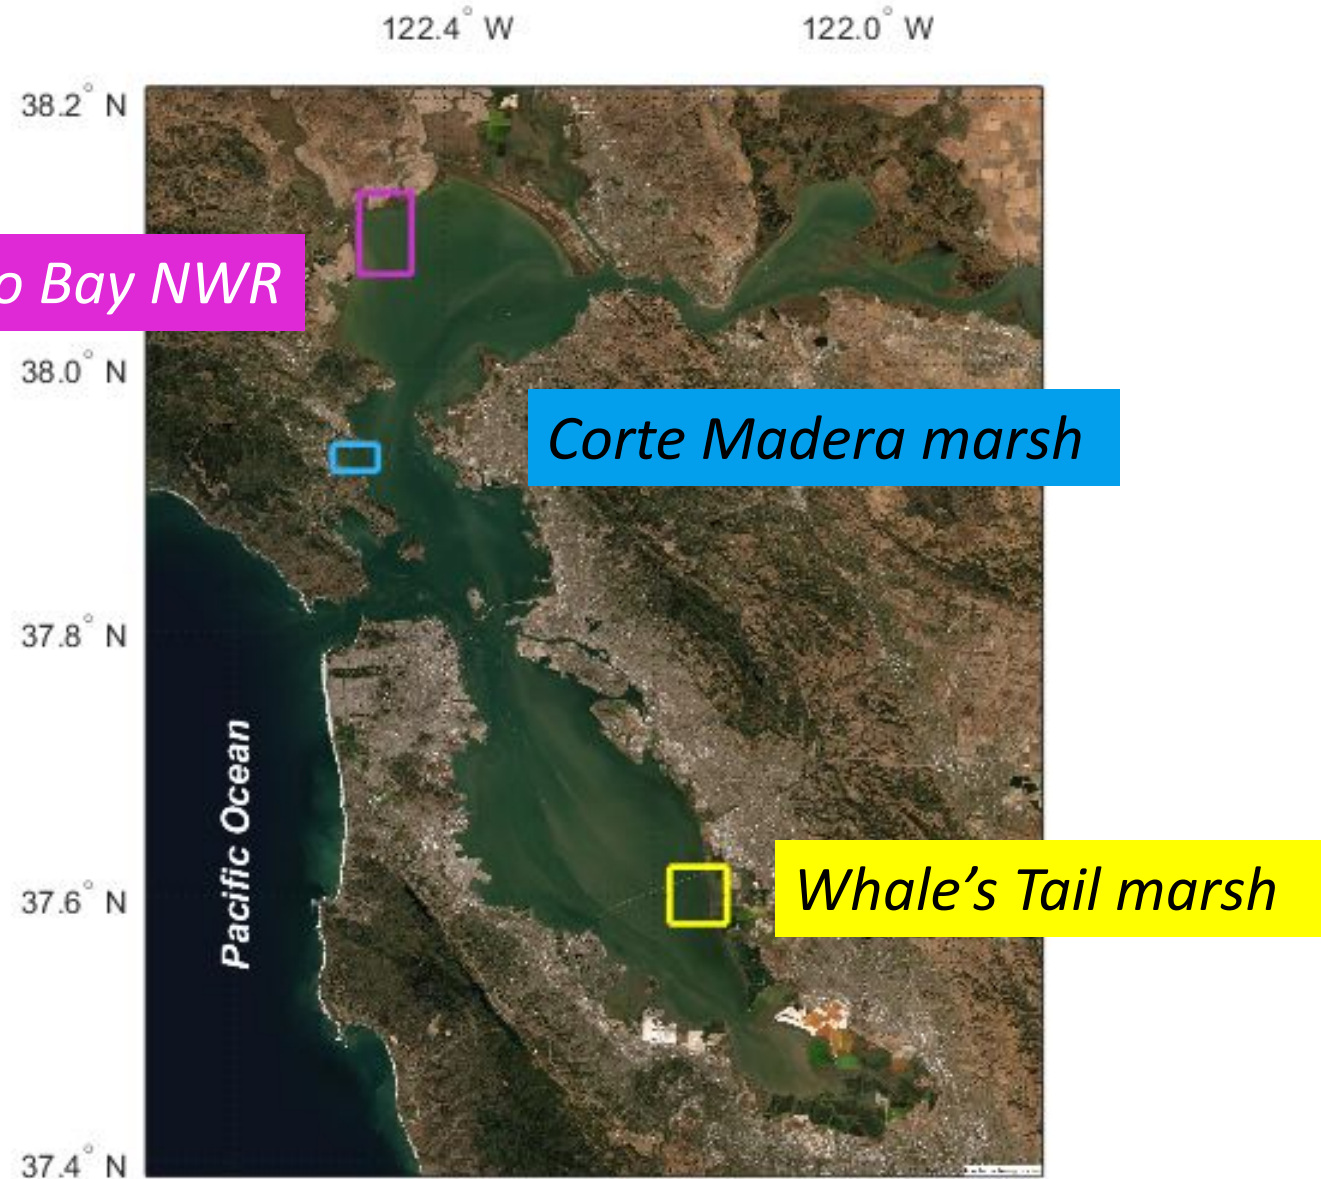 122.4° W 122.0° W
38.2° N
o Bay NWR
38.0° N
Corte Madera marsh
37.8° N
Pacific Ocean
Whale’s Tail marsh
37.6° N
37.4° N